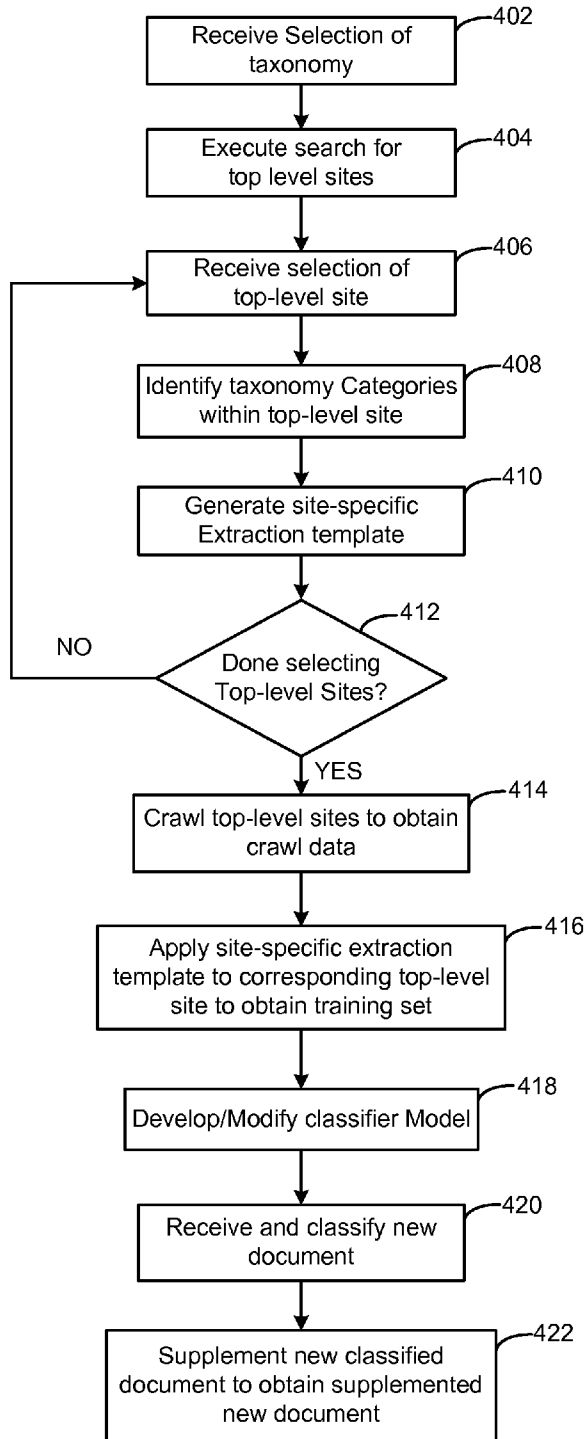 402
Receive Selection of
taxonomy
404
Execute search for
top level sites
406
Receive selection of
top-level site
408
Identify taxonomy Categories
within top-level site
410
Generate site-specific
Extraction template
412
NO
Done selecting
Top-level Sites?
YES
414
Crawl top-level sites to obtain
crawl data
416
Apply site-specific extraction
template to corresponding top-level
site to obtain training set
418
Develop/Modify classifier Model
420
Receive and classify new
document
422
Supplement new classified
document to obtain supplemented
new document